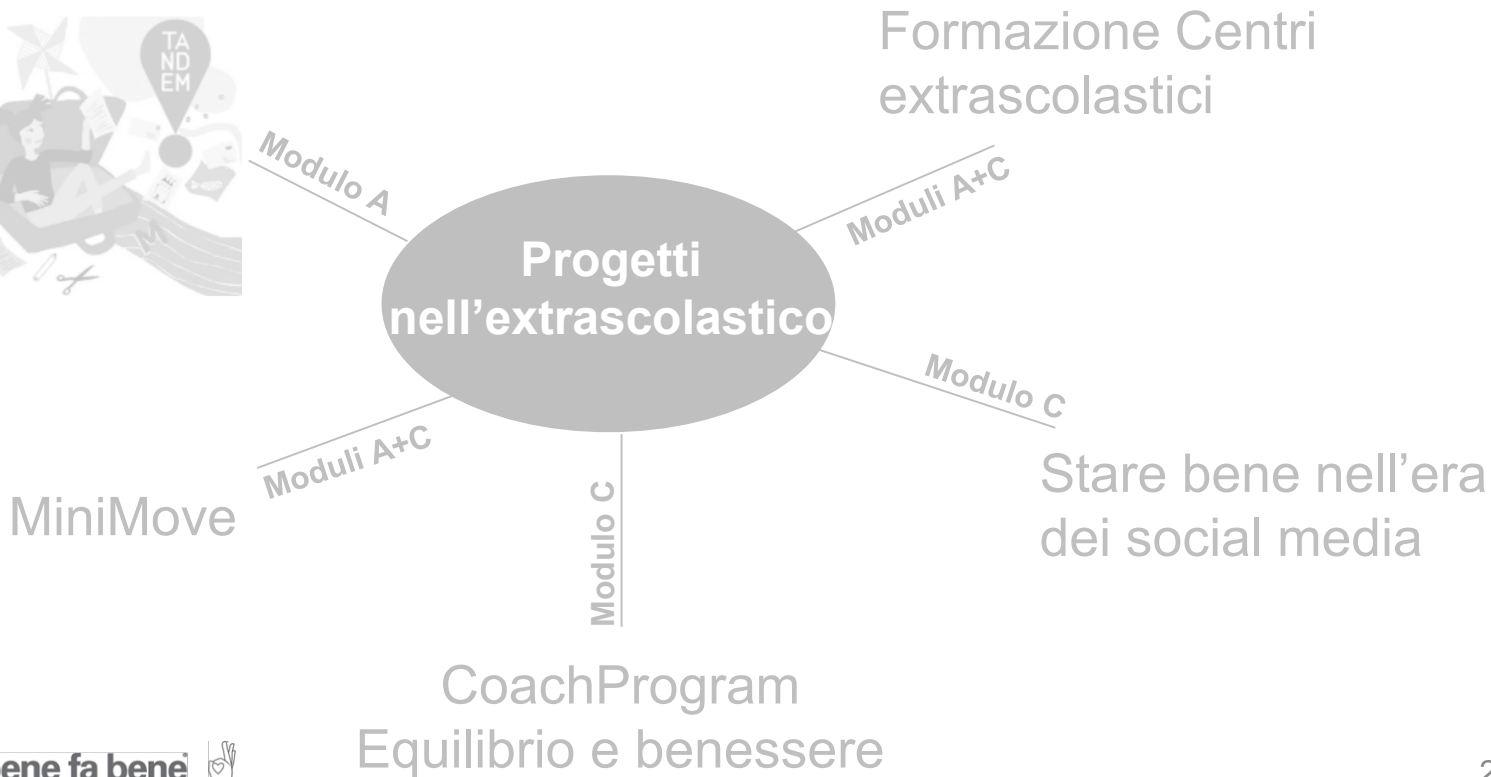 TA
ND
EM
Formazione Centri
extrascolastici
Modulo A
Moduli A+C
Progetti
nell’extrascolastico
Modulo C
Moduli A+C
MiniMove
Modulo C
Stare bene nell’era
dei social media
CoachProgram
Equilibrio e benessere
fa bene
2